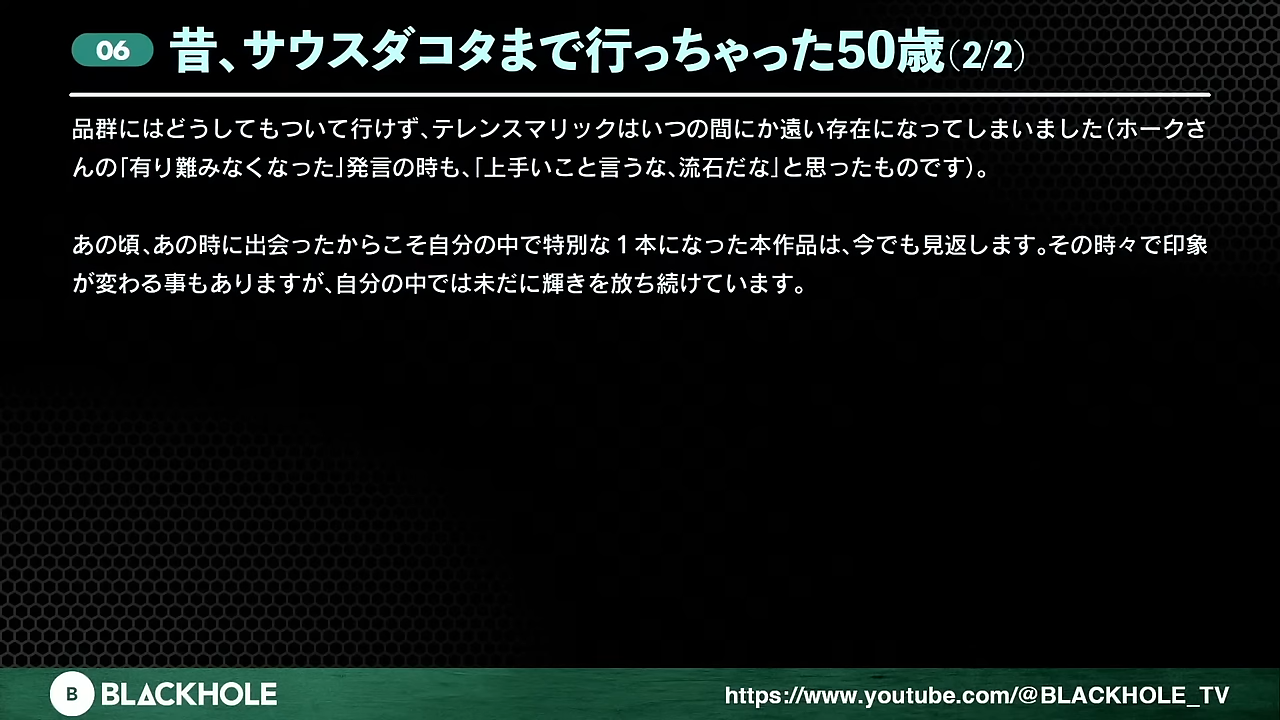 06 昔、サウスダコタまで行っちゃった50歳（2/2）
品群にはどうしてもついて行けず、テレンスマリックはいつの間にか遠い存在になってしまいました（ホークさ
んの「有り難みなくなった」発言の時も、「上手いこと言うな、流石だな」と思ったものです）。
あの頃、あの時に出会ったからこそ自分の中で特別な１本になった本作品は、今でも見返します。その時々で印象
が変わる事もありますが、自分の中では未だに輝きを放ち続けています。
B BLACKHOLE
https://www.youtube.com/@BLACKHOLE_TV